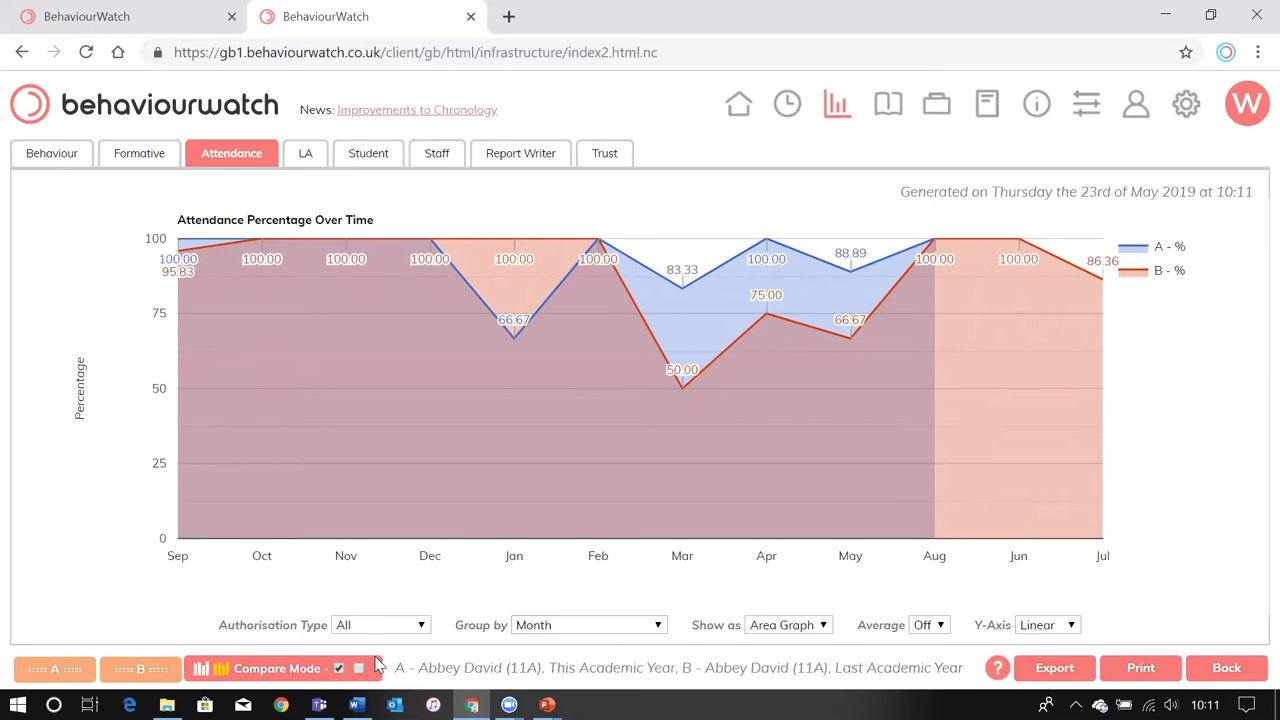 BehaviourWatch
BehaviourWatch
https://gb1.behaviourwatch.co.uk/client/gb/html/infrastructure/index2.html.nc
behaviourwatch
News: Improvements to Chronology
W
Behaviour
Formative
Attendance
LA
Student
Staff
Report Writer
Trust
Generated on Thursday the 23rd of May 2019 at 10:11
Attendance Percentage Over Time
Percentage
100
75
50
25
0
100.00
95.83
100.00
100.00
100.00
100.00
66.67
100.00
83.33
50.00
100.00
75.00
88.89
66.67
100.00
100.00
86.36
Sep Oct Nov Dec Jan Feb Mar Apr May Aug Jun Jul
A - %
B - %
Authorisation Type All
Group by Month
Show as Area Graph
Average Off
Y-Axis Linear
::::: A :::::
::::: B :::::
Compare Mode -
A - Abbey David (11A), This Academic Year, B - Abbey David (11A), Last Academic Year
?
Export
Print
Back
10:11